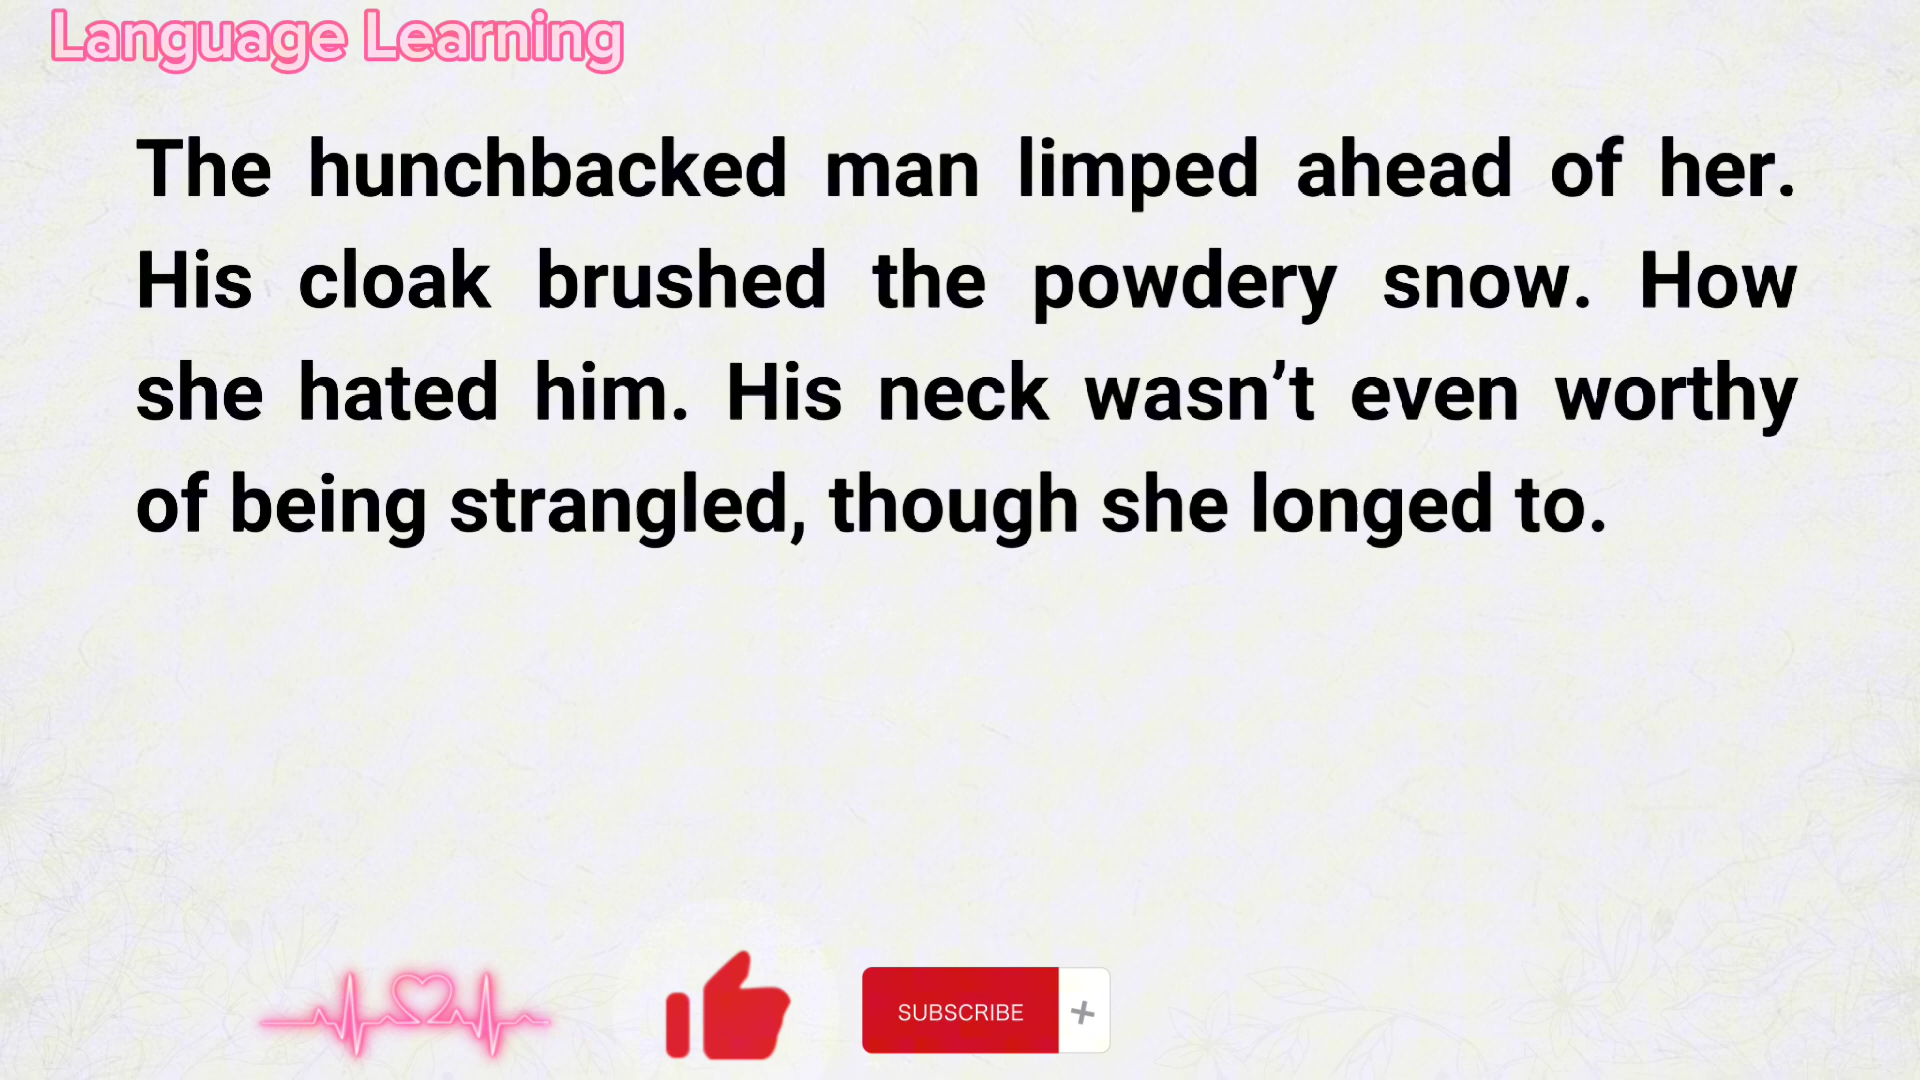 Language Learning
The hunchbacked man limped ahead of her.
His cloak brushed the powdery snow. How
she hated him. His neck wasn’t even worthy
of being strangled, though she longed to.
SUBSCRIBE +